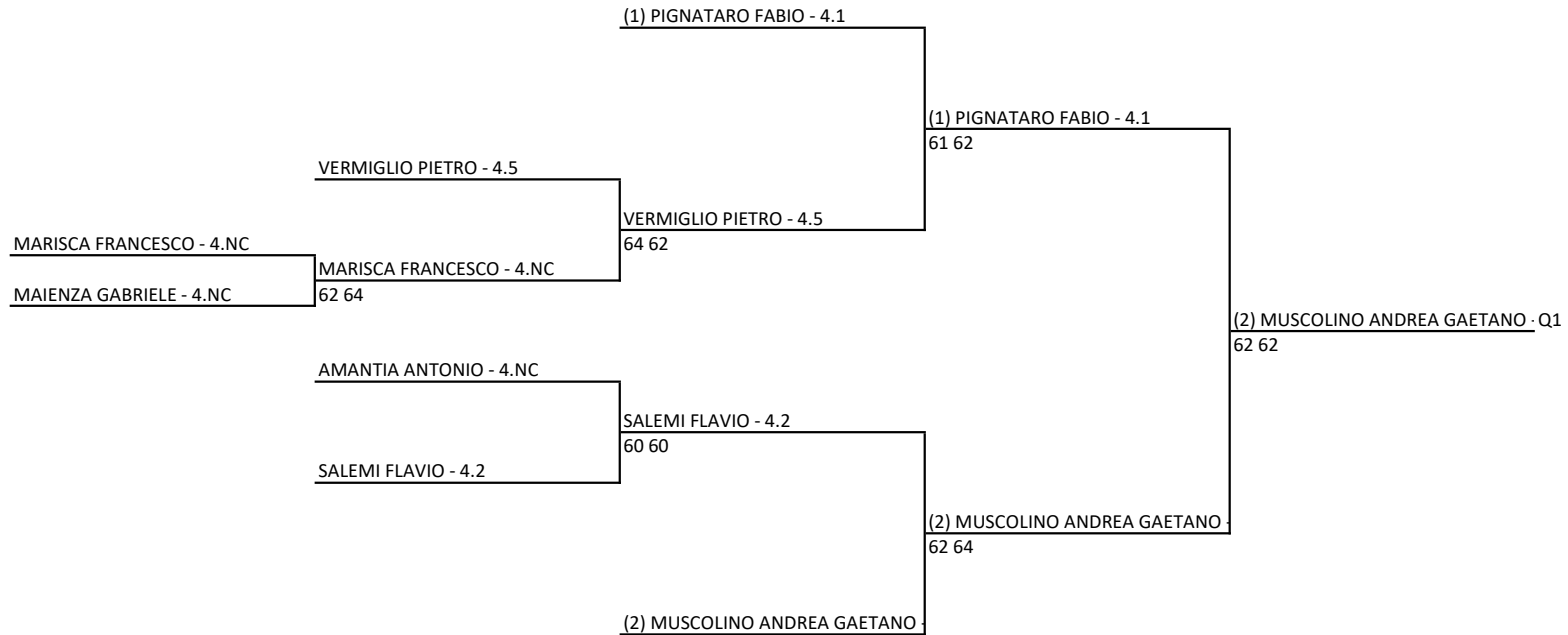 (1) PIGNATARO FABIO - 4.1
(1) PIGNATARO FABIO - 4.1
61 62
VERMIGLIO PIETRO - 4.5
VERMIGLIO PIETRO - 4.5
64 62
MARISCA FRANCESCO - 4.NC
MARISCA FRANCESCO - 4.NC
62 64
MAIENZA GABRIELE - 4.NC
(2) MUSCOLINO ANDREA GAETANO - Q1
62 62
AMANTIA ANTONIO - 4.NC
SALEMI FLAVIO - 4.2
60 60
SALEMI FLAVIO - 4.2
(2) MUSCOLINO ANDREA GAETANO -
62 64
(2) MUSCOLINO ANDREA GAETANO -